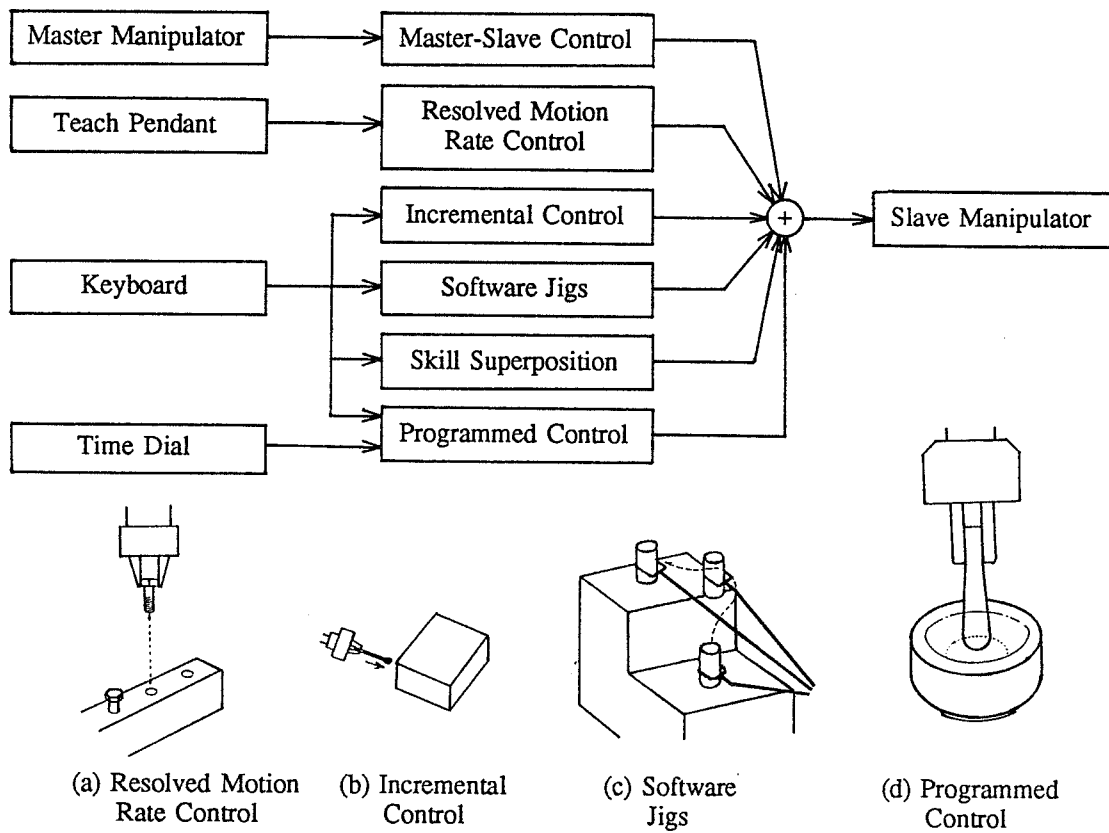 Master Manipulator
Master-Slave Control
Teach Pendant
Resolved Motion
Rate Control
Incremental Control
+
Slave Manipulator
Keyboard
Software Jigs
Skill Superposition
Time Dial
Programmed Control
(a) Resolved Motion
Rate Control
(b) Incremental
Control
(c) Software
Jigs
(d) Programmed
Control